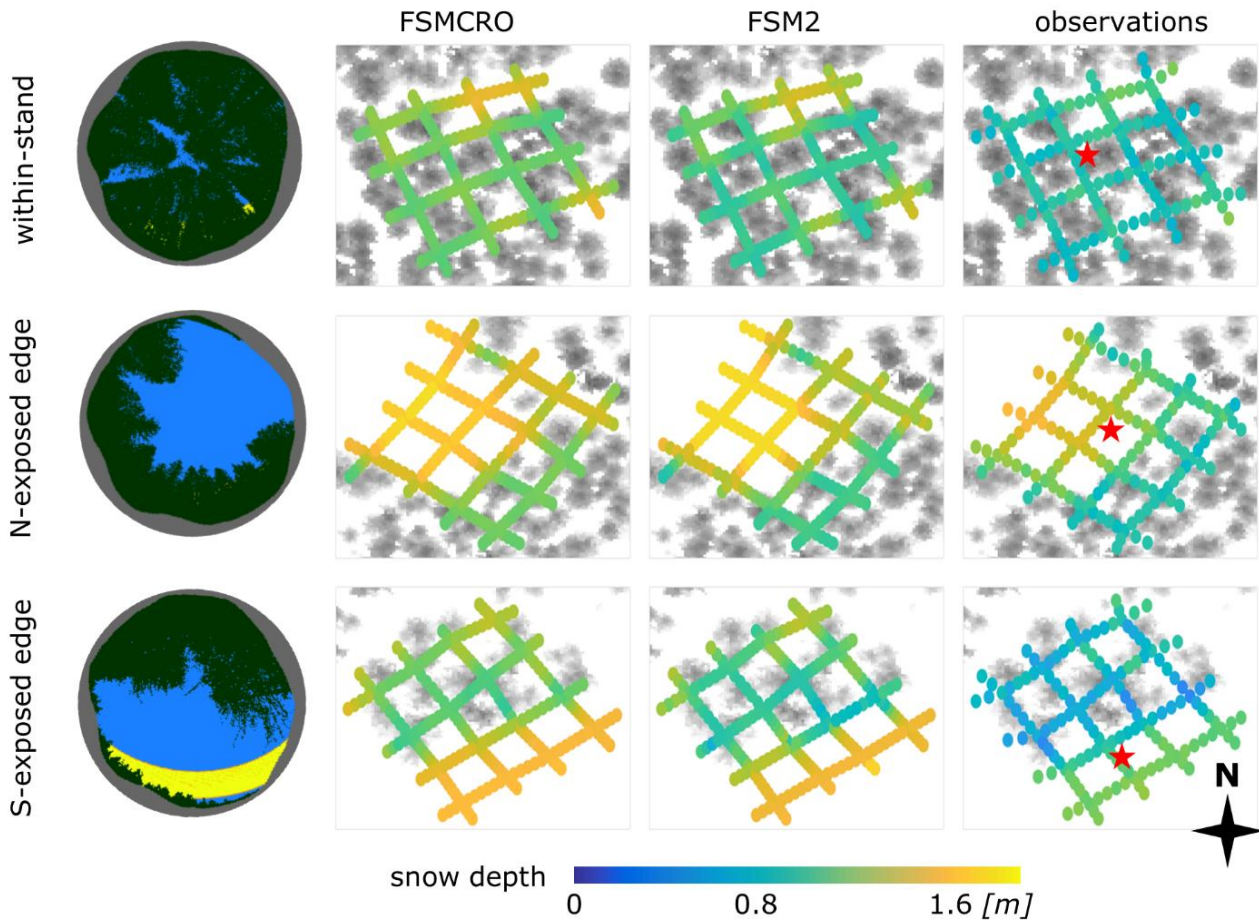 FSMCRO FSM2 observations
within-stand
N-exposed edge
S-exposed edge
N
snow depth
0 0.8 1.6 [m]